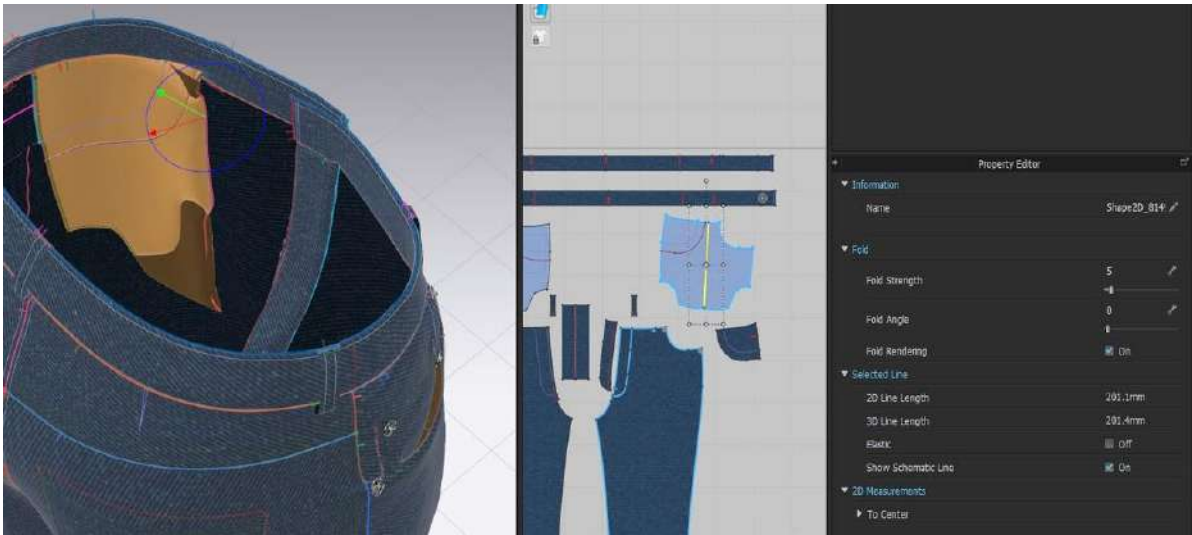 Property Editor
Information
Name Shape2D_814
Fold
Fold Strength 5
Fold Angle 0
Fold Rendering On
Selected Line
2D Line Length 201.1mm
3D Line Length 201.4mm
Elastic Off
Show Schematic Line On
2D Measurements
To Center